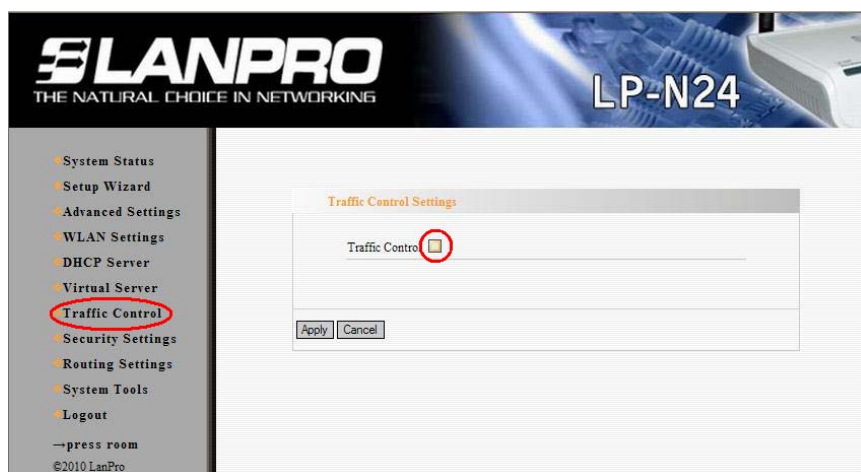 LANPRO
THE NATURAL CHOICE IN NETWORKING
LP-N24
System Status
Setup Wizard
Advanced Settings
WLAN Settings
DHCP Server
Virtual Server
Traffic Control
Security Settings
Routing Settings
System Tools
Logout
→press room
©2010 LanPro
Traffic Control Settings
Traffic Control
Apply Cancel